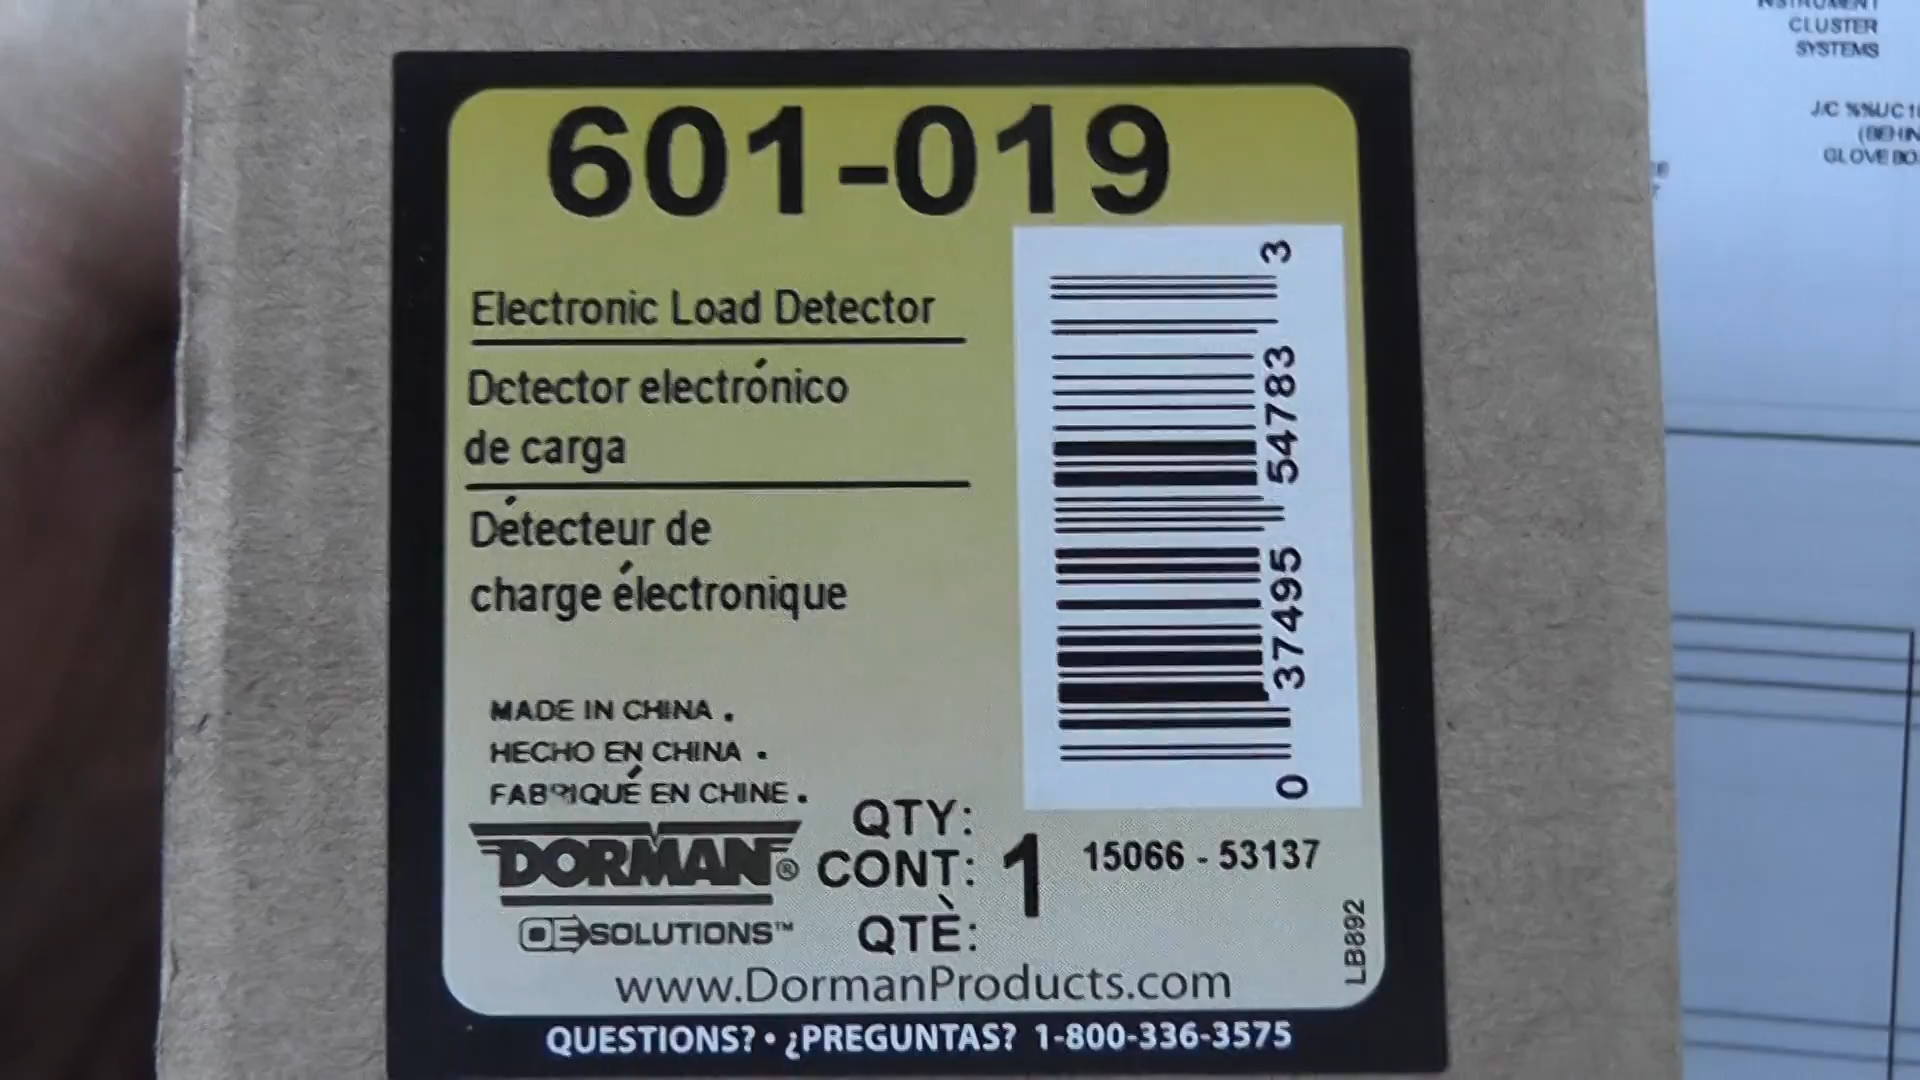 601-019
Electronic Load Detector
Detector electrónico
de carga
Détecteur de
charge électronique
MADE IN CHINA .
HECHO EN CHINA .
FABRIQUÉ EN CHINE .
DORMAN®
OE SOLUTIONS™
QTY:
CONT: 1
QTÈ:
15066 - 53137
0 37495 54783 3
LB892
www.DormanProducts.com
QUESTIONS? • ¿PREGUNTAS? 1-800-336-3575
INSTRUMENT
CLUSTER
SYSTEMS
GLOVE